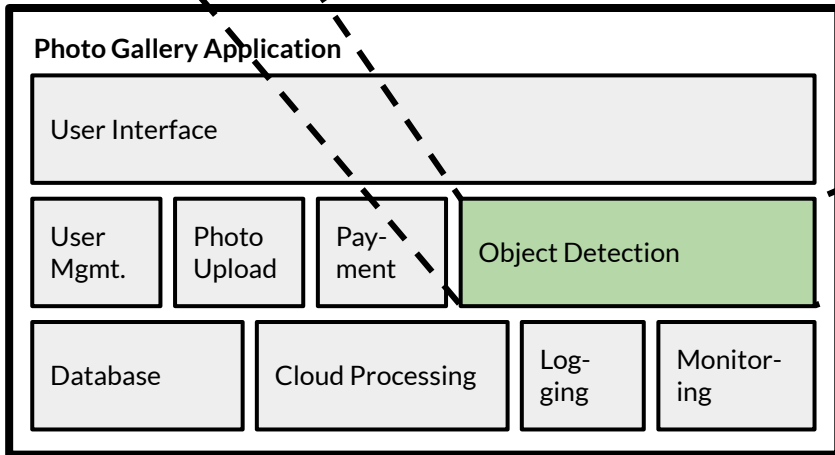 Photo Gallery Application
User Interface
User
Mgmt.
Photo
Upload
Pay-
ment
Object Detection
Database
Cloud Processing
Log-
ging
Monitor-
ing